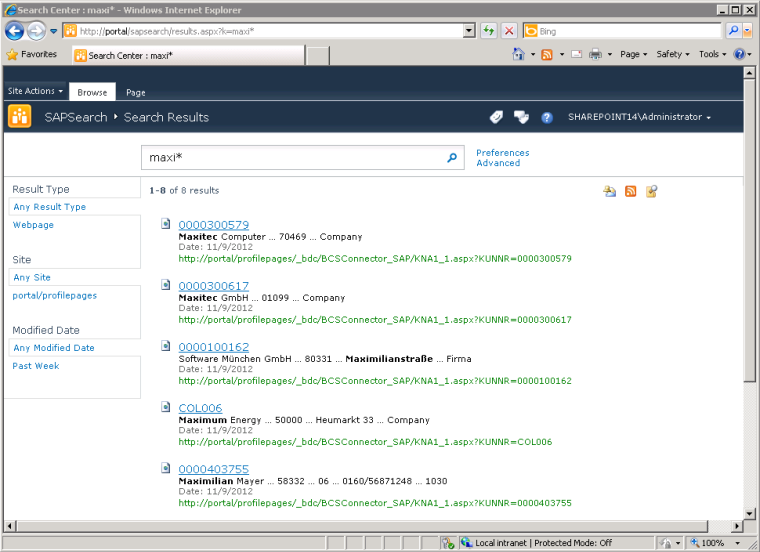 Search Center : maxi* - Windows Internet Explorer
http://portal/sapsearch/results.aspx?k=maxi*
Bing
Favorites
Search Center : maxi*
Page
Safety
Tools
Site Actions
Browse
Page
SAPSearch
Search Results
SHAREPOINT14\Administrator
maxi*
Preferences
Advanced
Result Type
Any Result Type
Webpage
Site
Any Site
portal/profilepages
Modified Date
Any Modified Date
Past Week
1-8 of 8 results
0000300579
Maxitec Computer ... 70469 ... Company
Date: 11/9/2012
http://portal/profilepages/_bdc/BCSConnector_SAP/KNA1_1.aspx?KUNNR=0000300579
0000300617
Maxitec GmbH ... 01099 ... Company
Date: 11/9/2012
http://portal/profilepages/_bdc/BCSConnector_SAP/KNA1_1.aspx?KUNNR=0000300617
0000100162
Software München GmbH ... 80331 ... Maximilianstraße ... Firma
Date: 11/9/2012
http://portal/profilepages/_bdc/BCSConnector_SAP/KNA1_1.aspx?KUNNR=0000100162
COL006
Maximum Energy ... 50000 ... Heumarkt 33 ... Company
Date: 11/9/2012
http://portal/profilepages/_bdc/BCSConnector_SAP/KNA1_1.aspx?KUNNR=COL006
0000403755
Maximilian Mayer ... 58332 ... 06 ... 0160/56871248 ... 1030
Date: 11/9/2012
http://portal/profilepages/_bdc/BCSConnector_SAP/KNA1_1.aspx?KUNNR=0000403755
Local intranet | Protected Mode: Off
100%